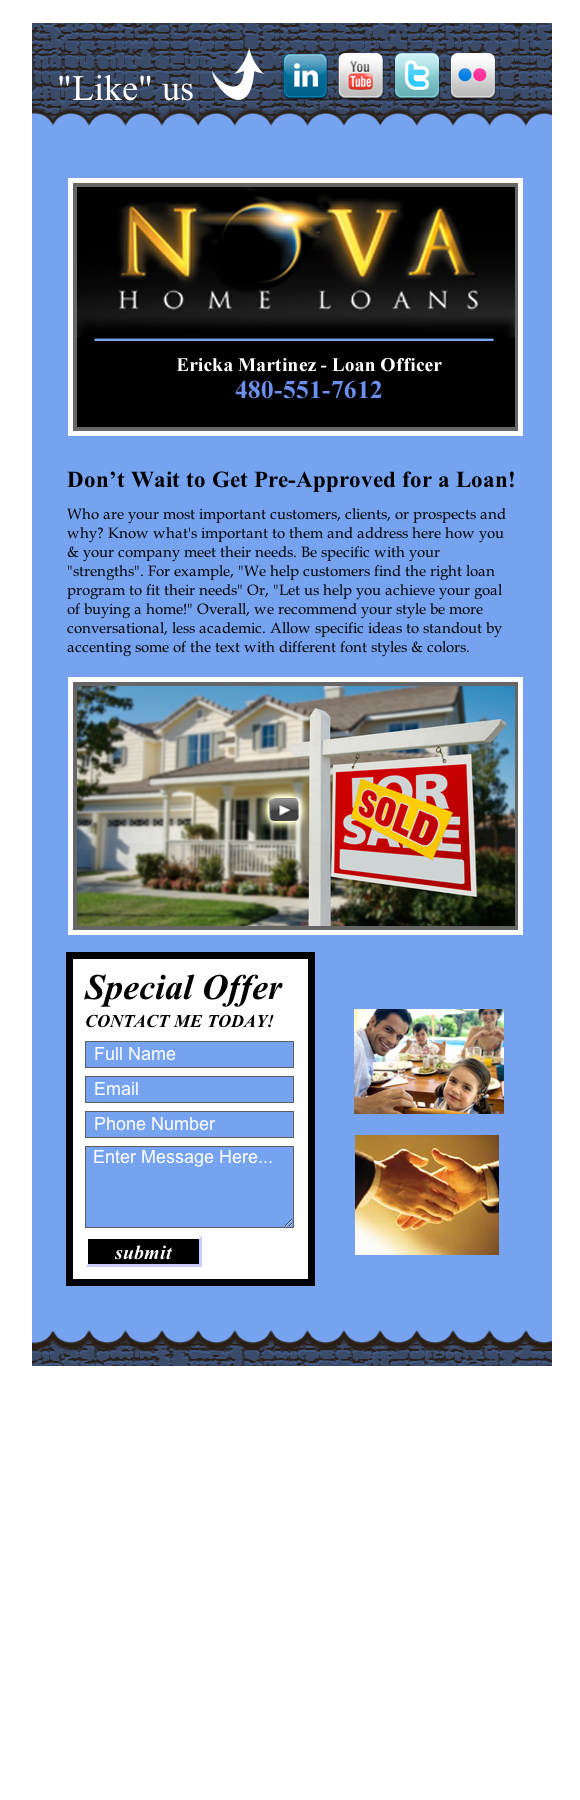 "Like" us
in
You
Tube
t
NOVA
HOME LOANS
Ericka Martinez - Loan Officer
480-551-7612
Don't Wait to Get Pre-Approved for a Loan!
Who are your most important customers, clients, or prospects and
why? Know what's important to them and address here how you
& your company meet their needs. Be specific with your
"strengths". For example, "We help customers find the right loan
program to fit their needs" Or, "Let us help you achieve your goal
of buying a home!" Overall, we recommend your style be more
conversational, less academic. Allow specific ideas to standout by
accenting some of the text with different font styles & colors.
FOR
SALE
SOLD
Special Offer
CONTACT ME TODAY!
Full Name
Email
Phone Number
Enter Message Here...
submit